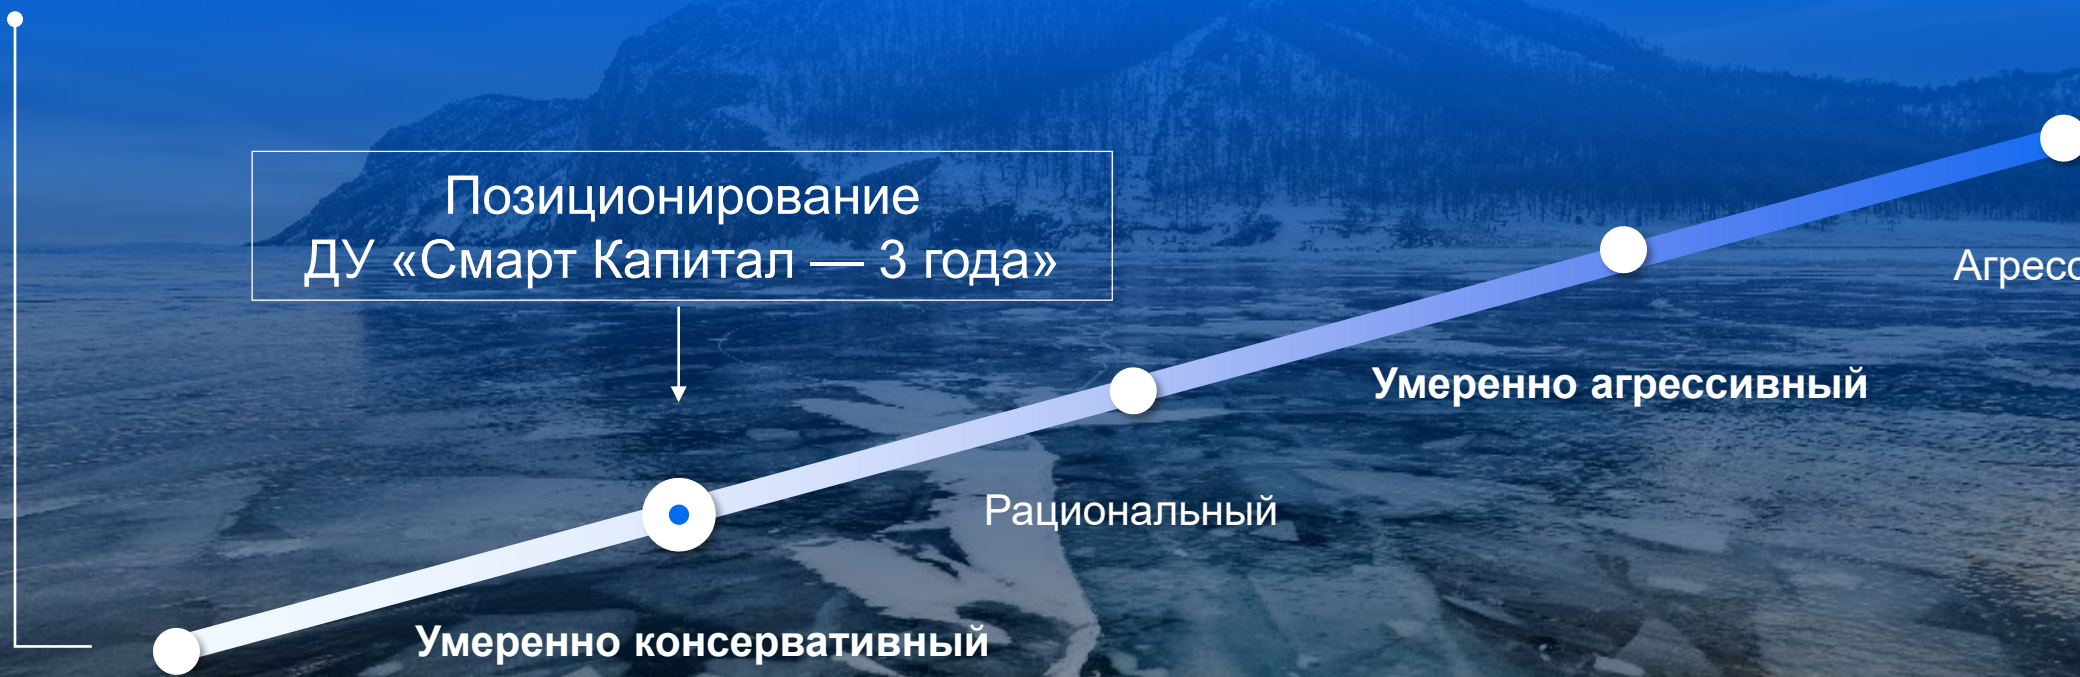 Позиционирование
ДУ «Смарт Капитал — 3 года»
Умеренно агрессивный
Рациональный
Умеренно консервативный